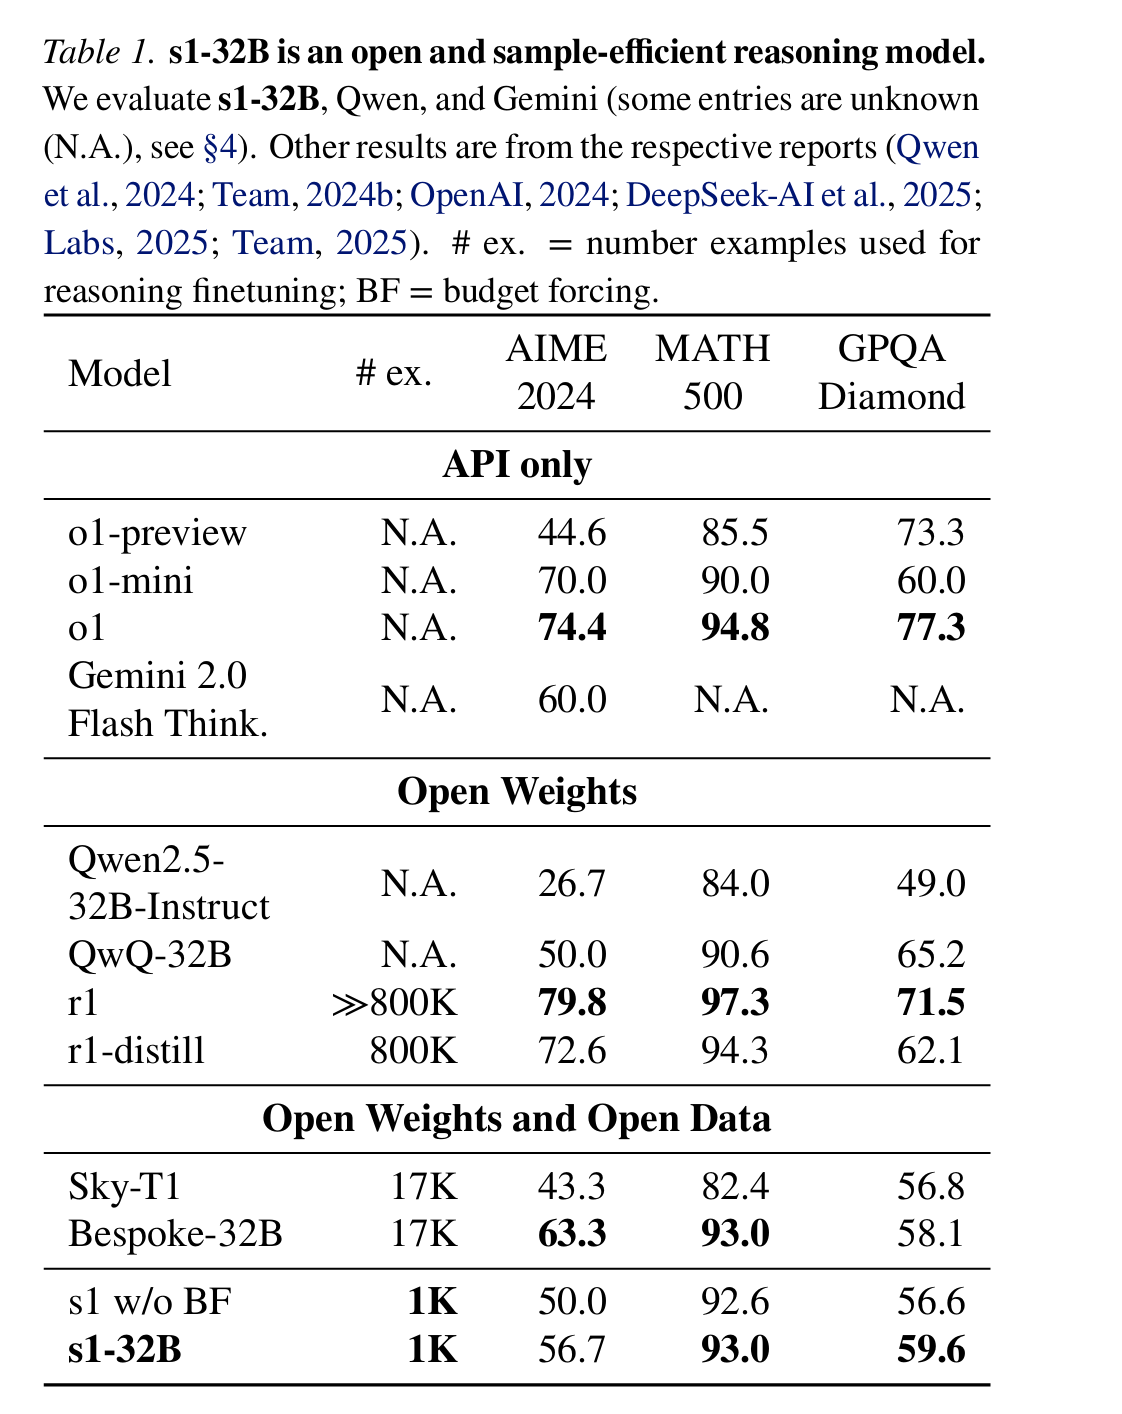 Table 1. s1-32B is an open and sample-efficient reasoning model.
We evaluate s1-32B, Qwen, and Gemini (some entries are unknown
(N.A.), see §4). Other results are from the respective reports (Qwen
et al., 2024; Team, 2024b; OpenAI, 2024; DeepSeek-AI et al., 2025;
Labs, 2025; Team, 2025). # ex. = number examples used for
reasoning finetuning; BF = budget forcing.
Model # ex. AIME 2024 MATH 500 GPQA Diamond
API only
o1-preview N.A. 44.6 85.5 73.3
o1-mini N.A. 70.0 90.0 60.0
o1 N.A. 74.4 94.8 77.3
Gemini 2.0 Flash Think. N.A. 60.0 N.A. N.A.
Open Weights
Qwen2.5-32B-Instruct N.A. 26.7 84.0 49.0
QwQ-32B N.A. 50.0 90.6 65.2
r1 ≫800K 79.8 97.3 71.5
r1-distill 800K 72.6 94.3 62.1
Open Weights and Open Data
Sky-T1 17K 43.3 82.4 56.8
Bespoke-32B 17K 63.3 93.0 58.1
s1 w/o BF 1K 50.0 92.6 56.6
s1-32B 1K 56.7 93.0 59.6